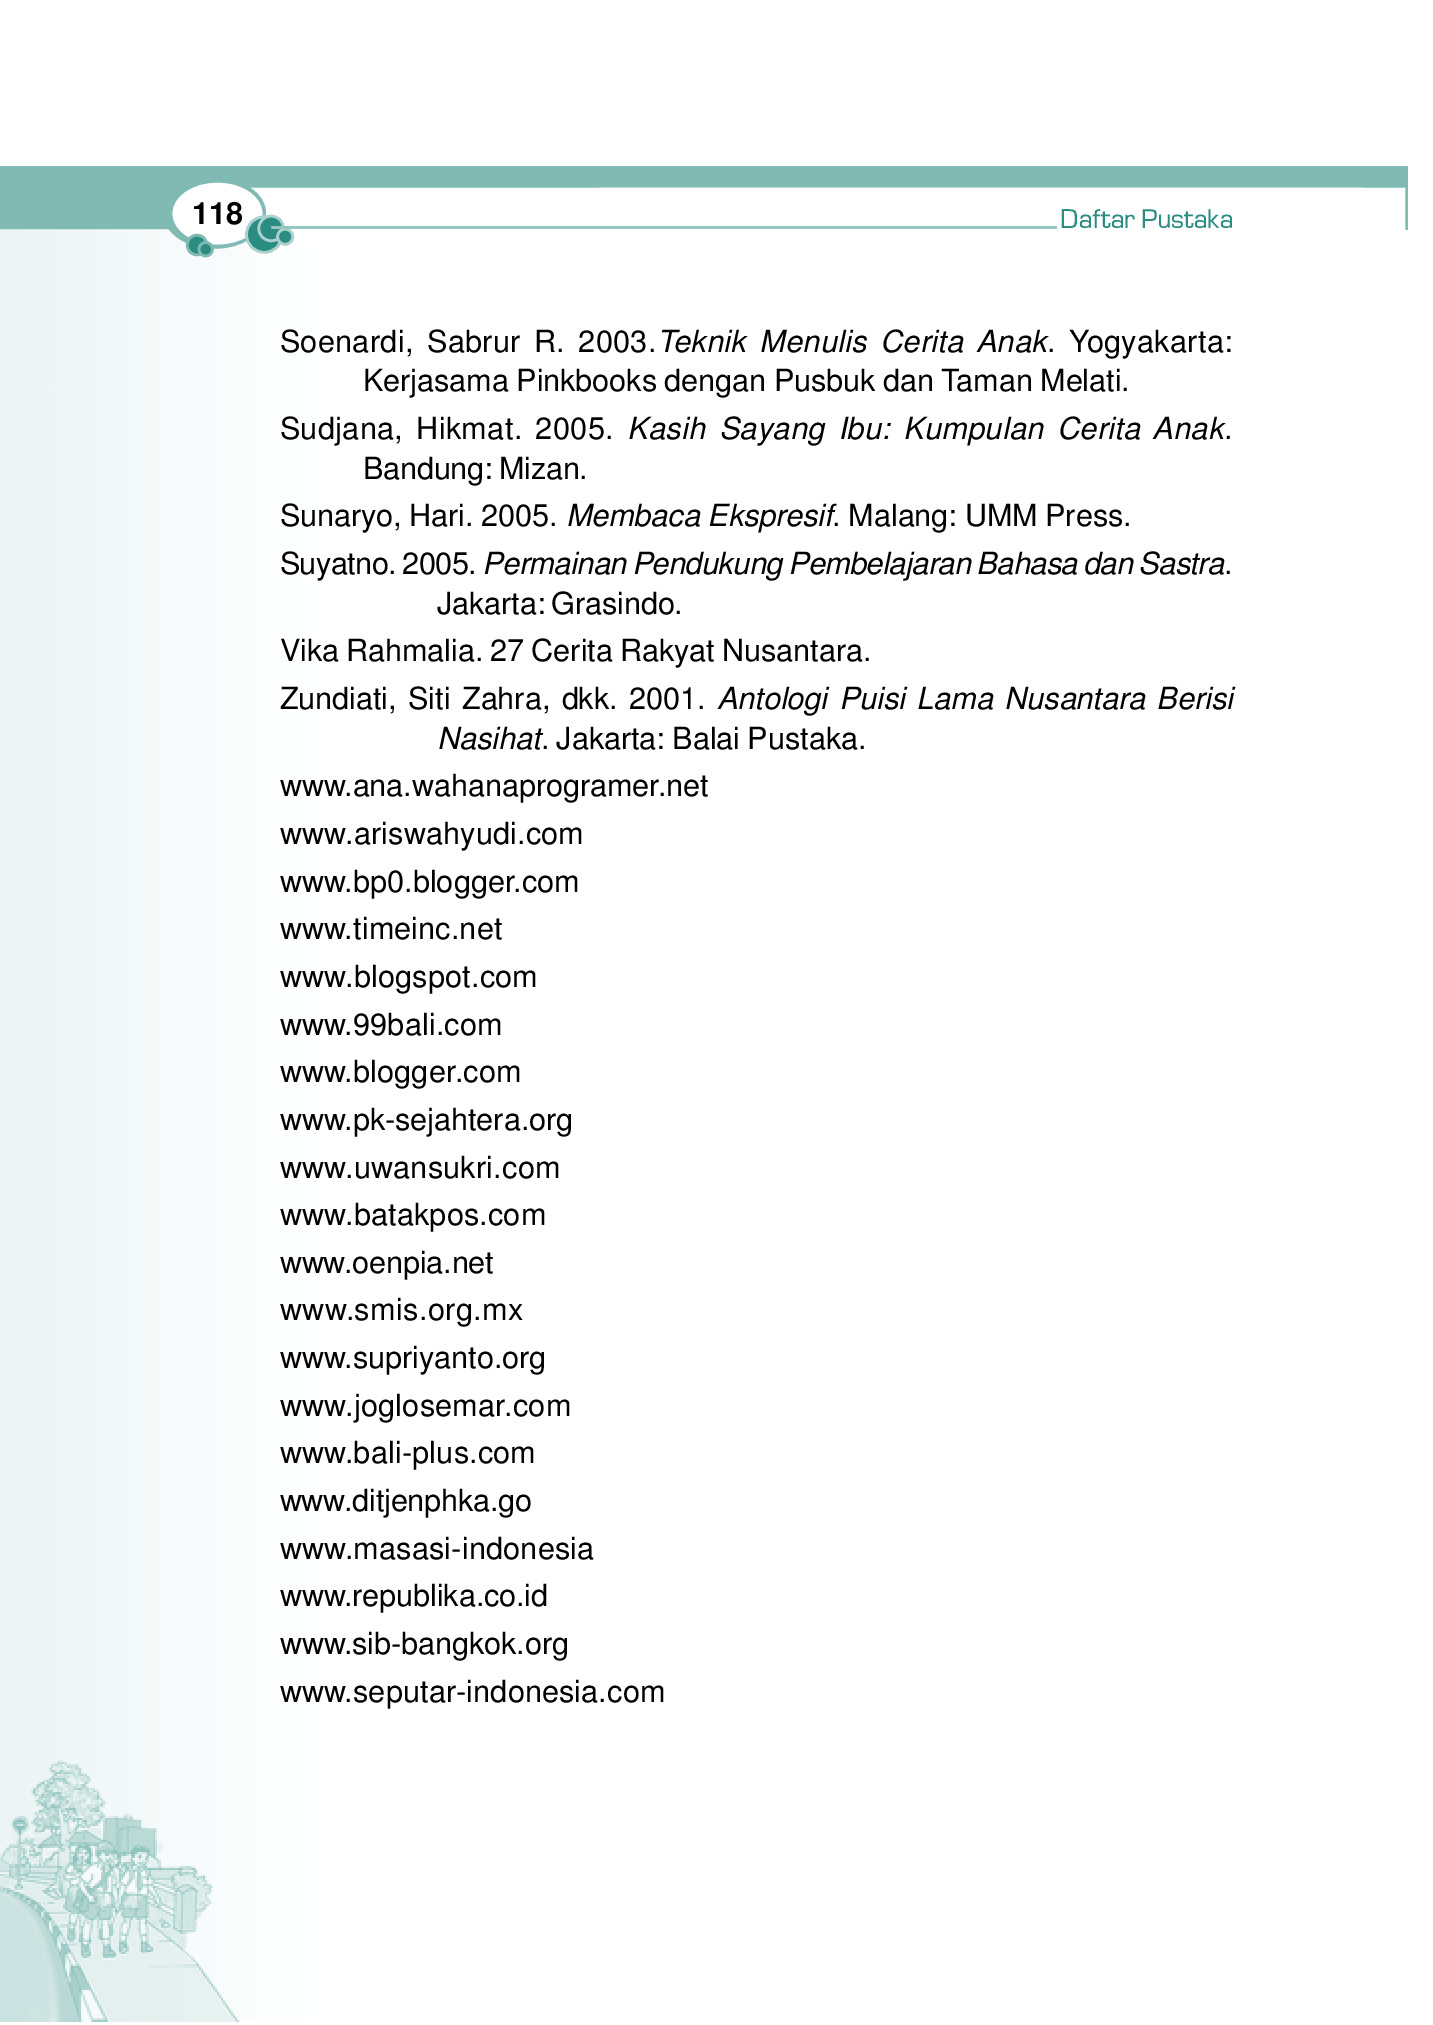 118
Daftar Pustaka
Soenardi, Sabrur R. 2003.Teknik Menulis Cerita Anak. Yogyakarta:
Kerjasama Pinkbooks dengan Pusbuk dan Taman Melati.
Sudjana, Hikmat. 2005. Kasih Sayang Ibu: Kumpulan Cerita Anak.
Bandung: Mizan.
Sunaryo, Hari. 2005. Membaca Ekspresif. Malang: UMM Press.
Suyatno. 2005. Permainan Pendukung Pembelajaran Bahasa dan Sastra.
Jakarta: Grasindo.
Vika Rahmalia. 27 Cerita Rakyat Nusantara.
Zundiati, Siti Zahra, dkk. 2001. Antologi Puisi Lama Nusantara Berisi
Nasihat. Jakarta: Balai Pustaka.
www.ana.wahanaprogramer.net
www.ariswahyudi.com
www.bp0.blogger.com
www.timeinc.net
www.blogspot.com
www.99bali.com
www.blogger.com
www.pk-sejahtera.org
www.uwansukri.com
www.batakpos.com
www.oenpia.net
www.smis.org.mx
www.supriyanto.org
www.joglosemar.com
www.bali-plus.com
www.ditjenphka.go
www.masasi-indonesia
www.republika.co.id
www.sib-bangkok.org
www.seputar-indonesia.com